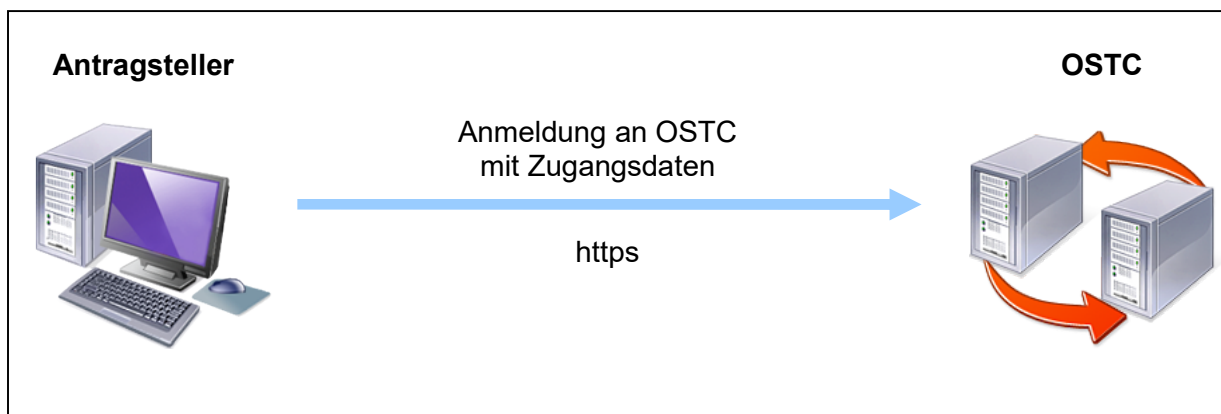 Antragsteller
OSTC
Anmeldung an OSTC
mit Zugangsdaten
https